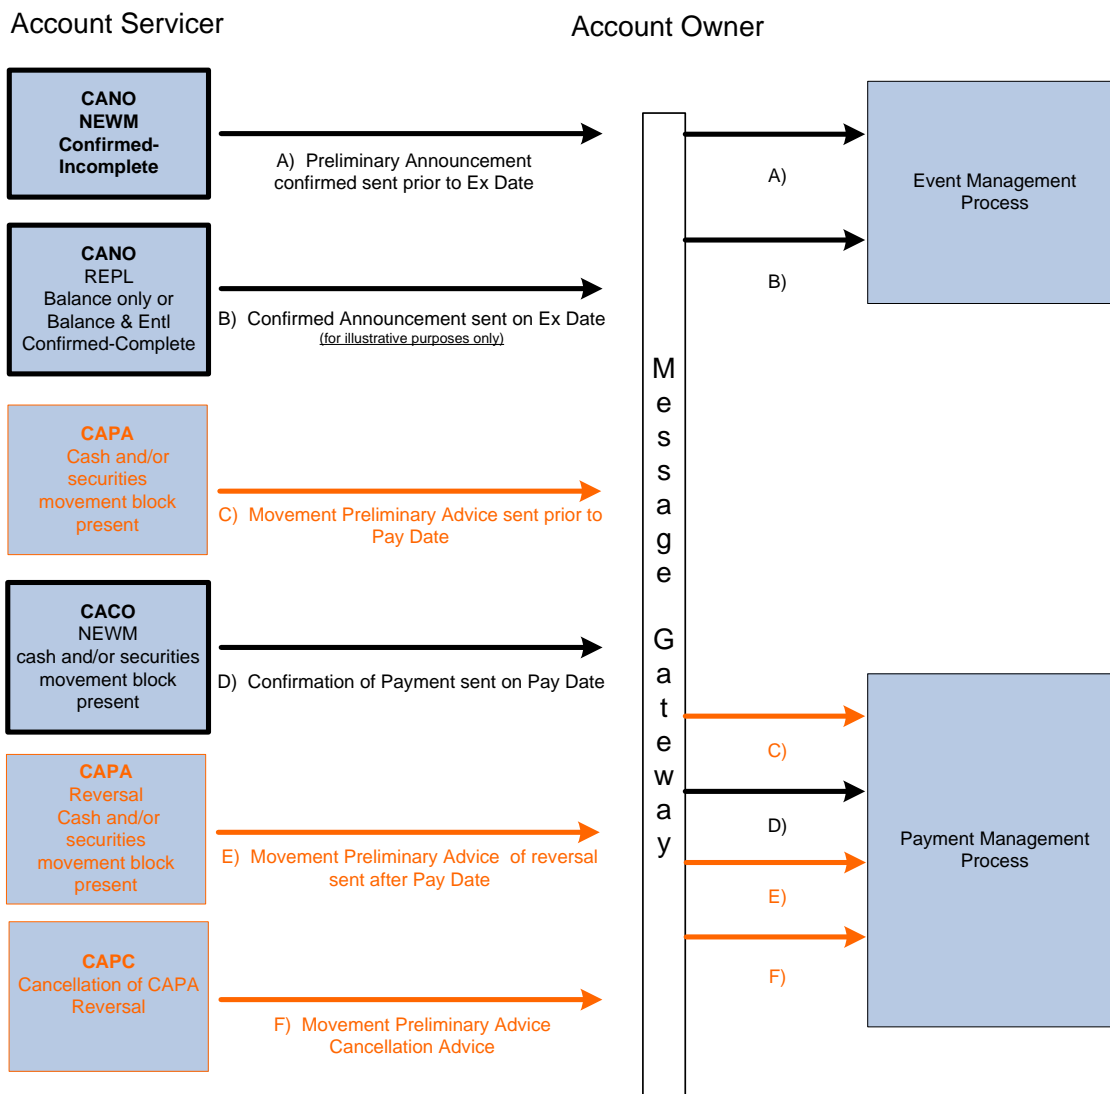 Account Servicer
Account Owner
CANO
NEWM
Confirmed-
Incomplete
A) Preliminary Announcement
confirmed sent prior to Ex Date
A)
Event Management
Process
CANO
REPL
Balance only or
Balance & Entl
Confirmed-Complete
B) Confirmed Announcement sent on Ex Date
(for illustrative purposes only)
B)
Message Gateway
CAPA
Cash and/or
securities
movement block
present
C) Movement Preliminary Advice sent prior to
Pay Date
CACO
NEWM
cash and/or securities
movement block
present
D) Confirmation of Payment sent on Pay Date
C)
D)
Payment Management
Process
CAPA
Reversal
Cash and/or
securities
movement block
present
E) Movement Preliminary Advice of reversal
sent after Pay Date
E)
CAPC
Cancellation of CAPA
Reversal
F) Movement Preliminary Advice
Cancellation Advice
F)